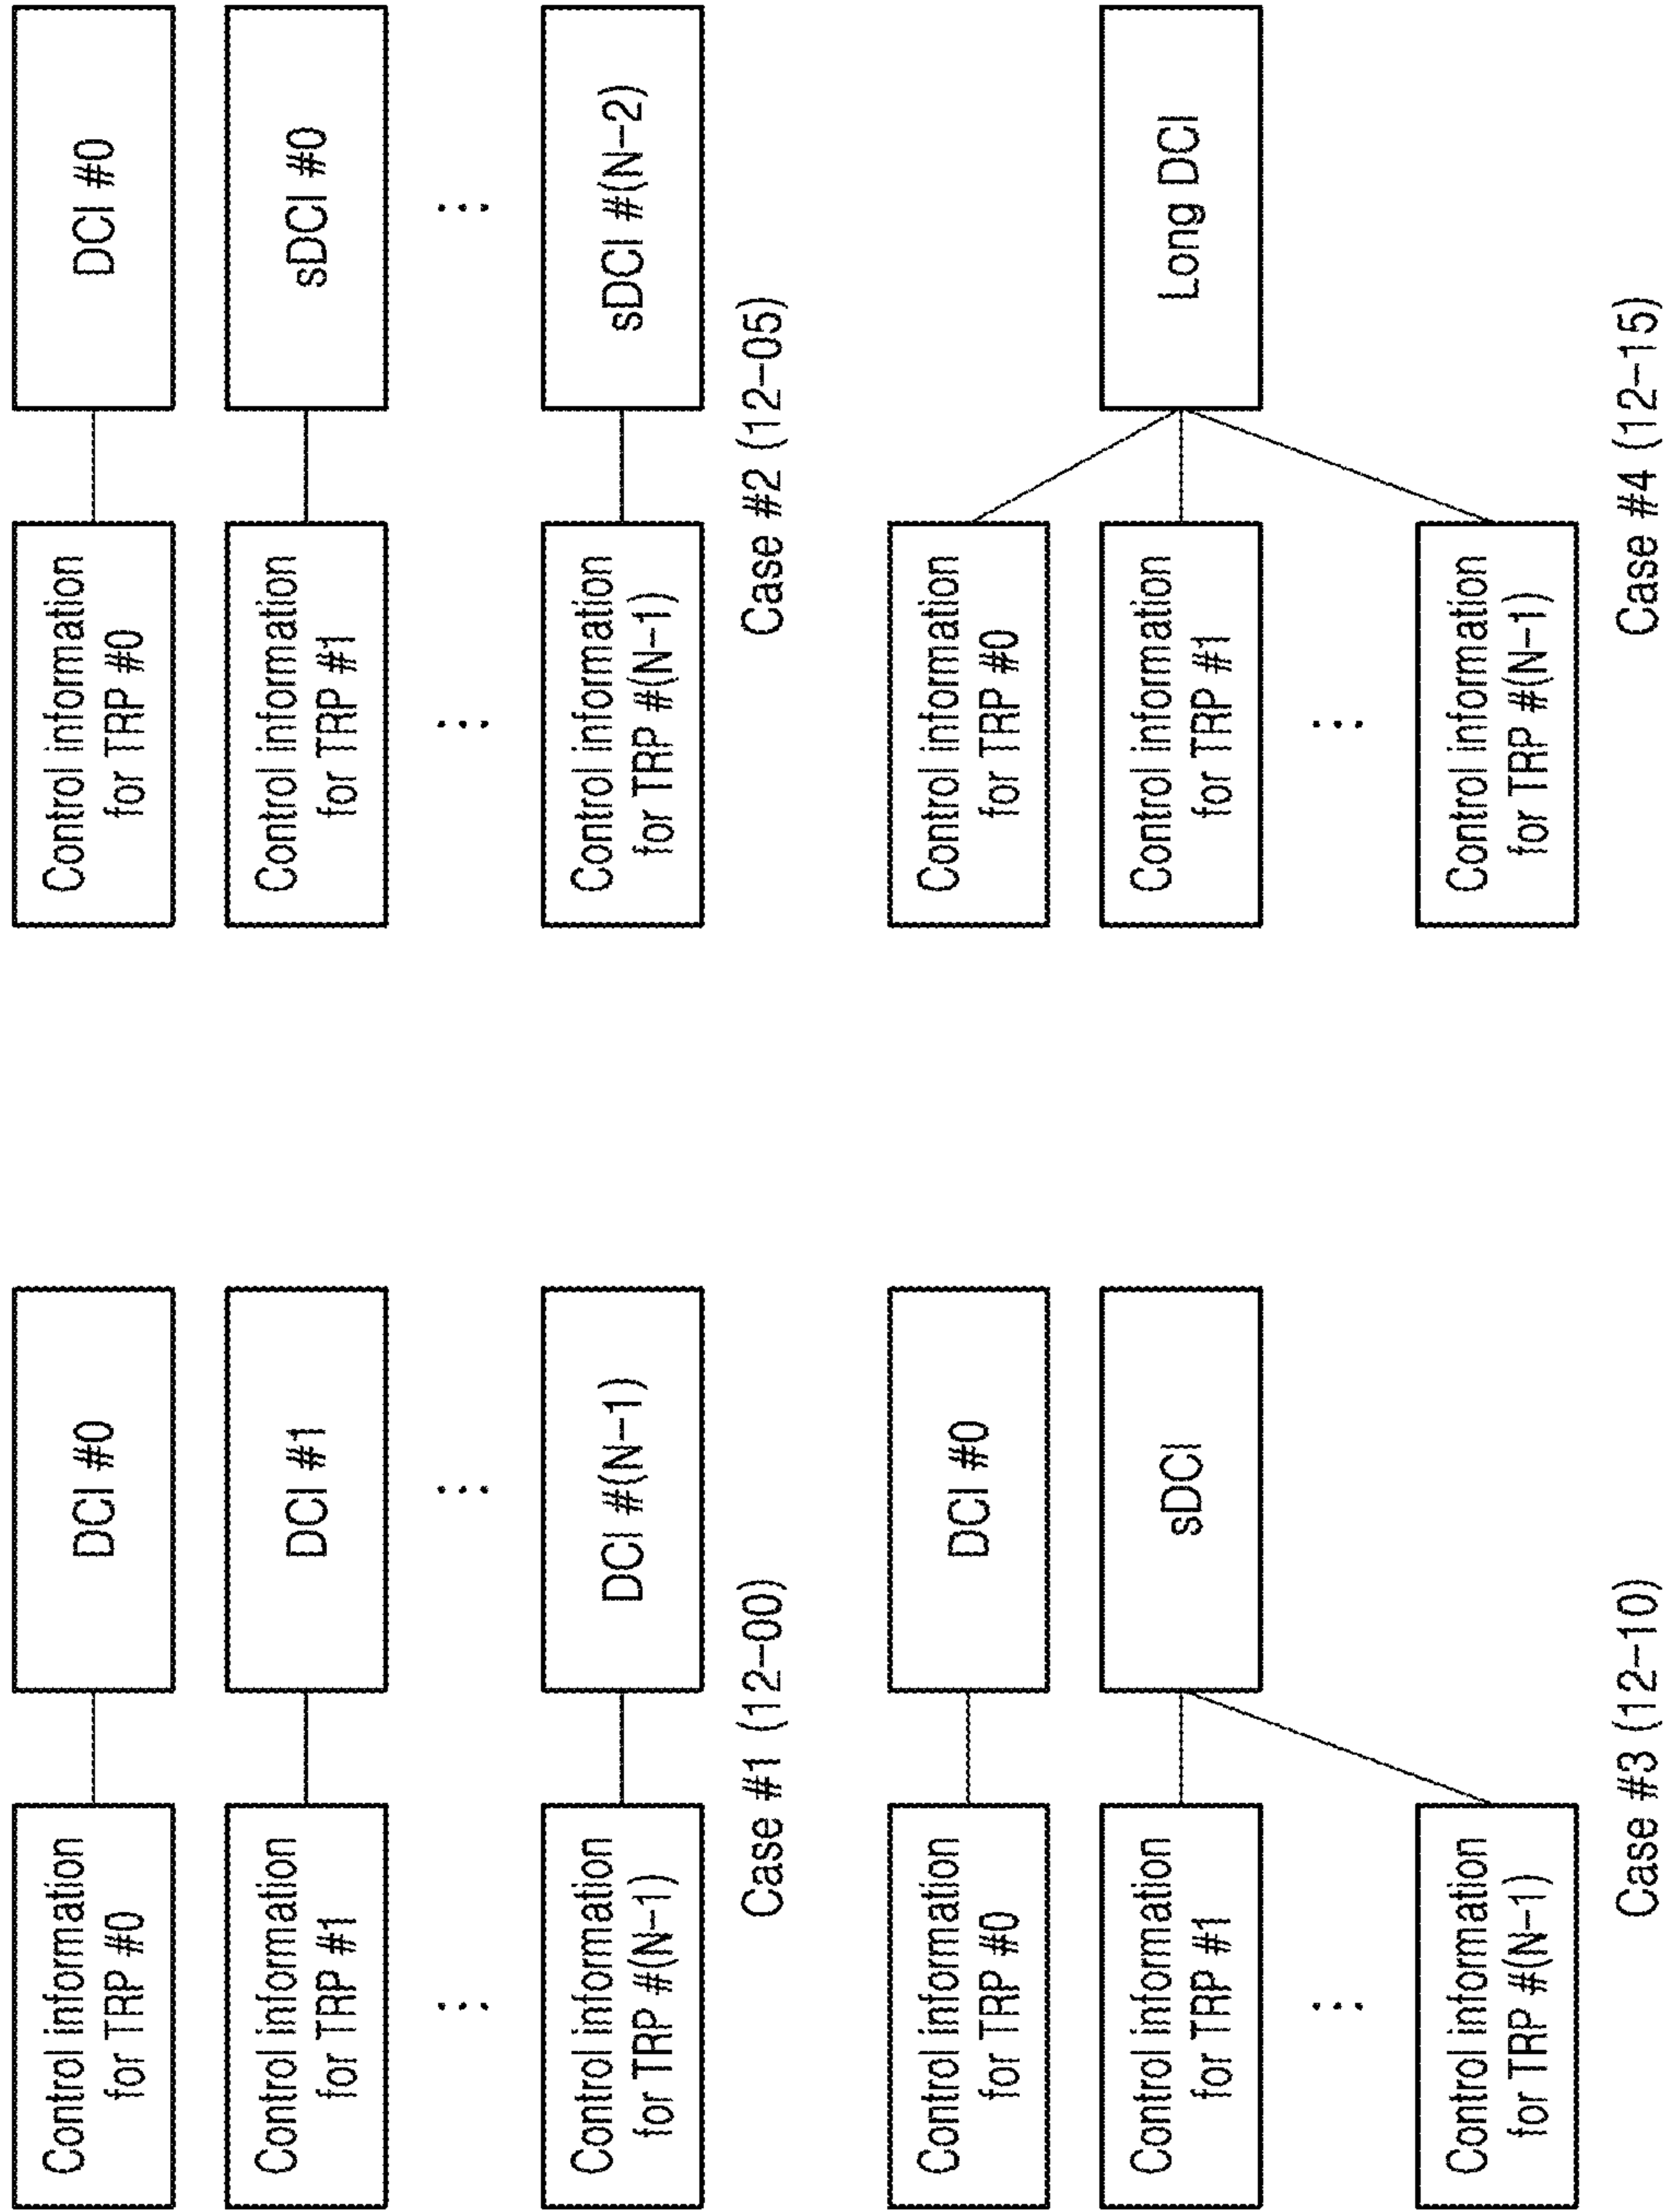 Control information
for TRP #0
DCI #0
Control information
for TRP #1
DCI #1
...
...
Control information
for TRP #(N-1)
DCI #(N-1)
Case #1 (12-00)
Control information
for TRP #0
DCI #0
Control information
for TRP #1
sDCI #0
...
...
Control information
for TRP #(N-1)
sDCI #(N-2)
Case #2 (12-05)
Control information
for TRP #0
DCI #0
Control information
for TRP #1
sDCI
...
Control information
for TRP #(N-1)
Case #3 (12-10)
Control information
for TRP #0
Control information
for TRP #1
Long DCI
...
Control information
for TRP #(N-1)
Case #4 (12-15)